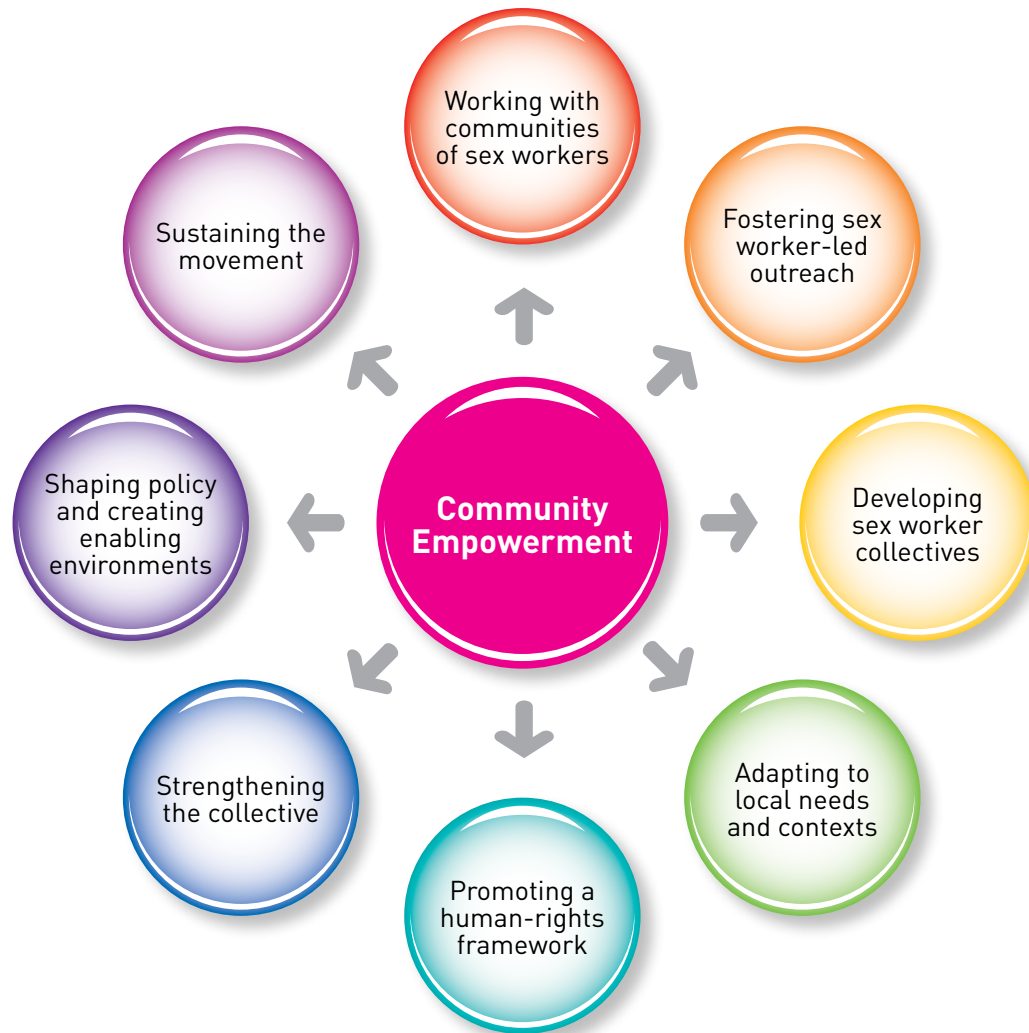 Working with
communities
of sex workers
Fostering sex
worker-led
outreach
Developing
sex worker
collectives
Adapting to
local needs
and contexts
Promoting a
human-rights
framework
Strengthening
the collective
Shaping policy
and creating
enabling
environments
Sustaining the
movement
Community
Empowerment